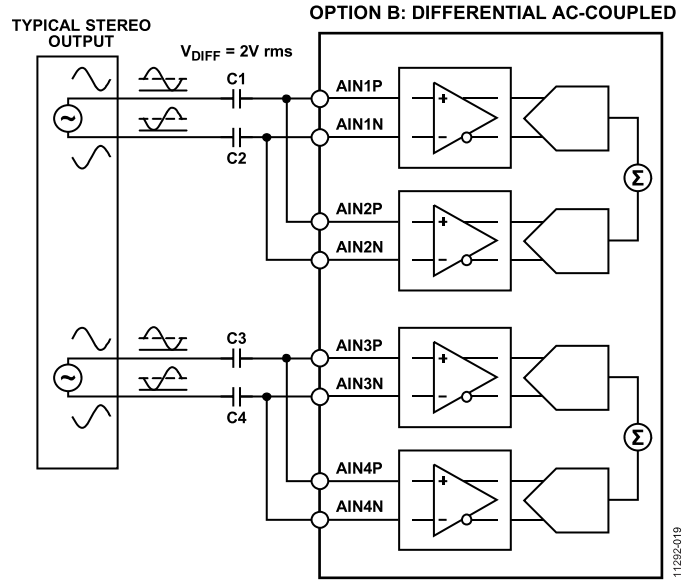 OPTION B: DIFFERENTIAL AC-COUPLED
TYPICAL STEREO
OUTPUT
VDIFF = 2V rms
C1
C2
AIN1P
AIN1N
+
–
Σ
AIN2P
AIN2N
+
–
C3
C4
AIN3P
AIN3N
+
–
Σ
AIN4P
AIN4N
+
–
11292-019